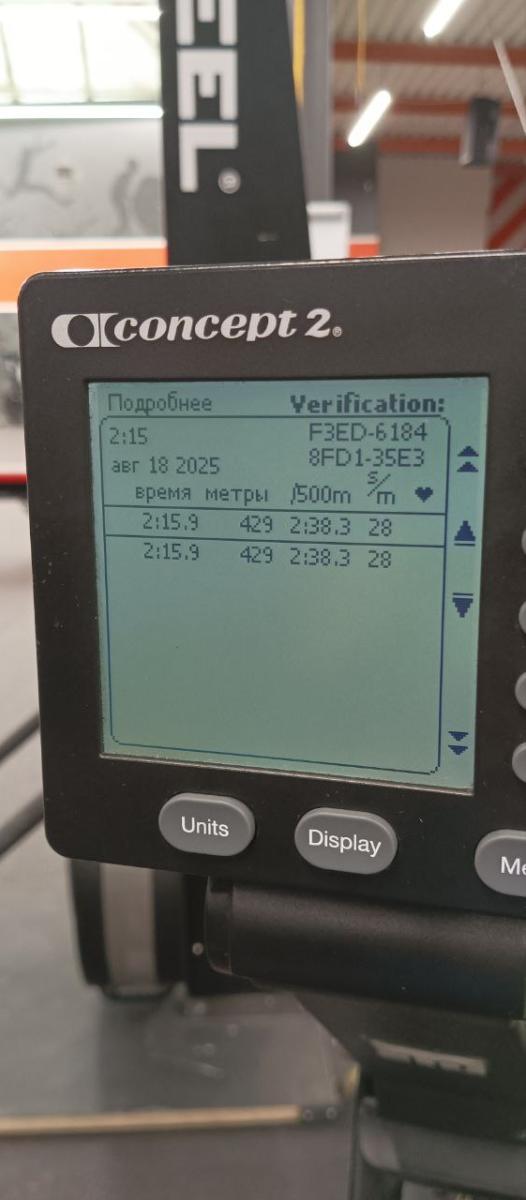 EEL®
concept 2®
Подробнее Verification:
2:15 F3ED-6184
авг 18 2025 8FD1-35E3
время метры /500m s/m ♥
2:15.9 429 2:38.3 28
2:15.9 429 2:38.3 28
Units Display Me